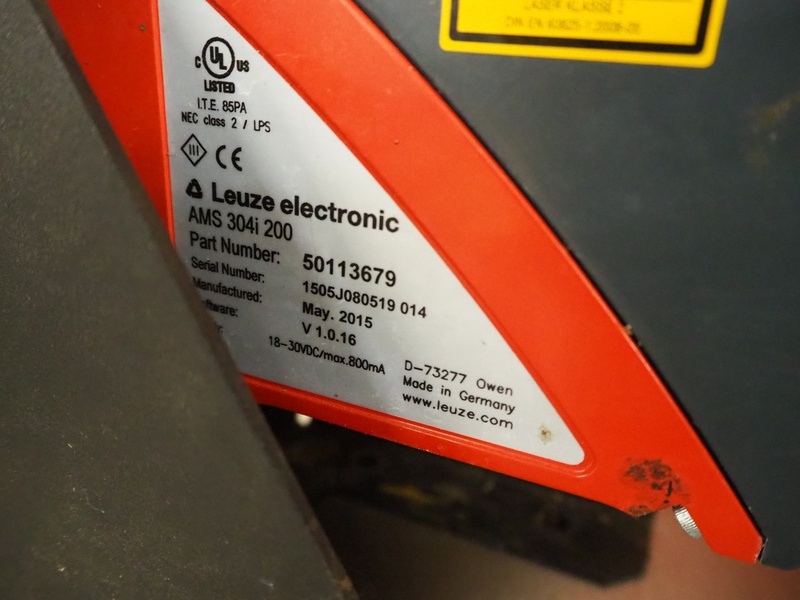 LASER KLASSE 2
DIN EN 60825-1:2008-05
C UL US
LISTED
I.T.E. 85PA
NEC class 2 / LPS
CE
Leuze electronic
AMS 304i 200
Part Number: 50113679
Serial Number: 1505J080519 014
Manufactured: May. 2015
V 1.0.16
18-30VDC/max.800mA
D-73277 Owen
Made in Germany
www.leuze.com